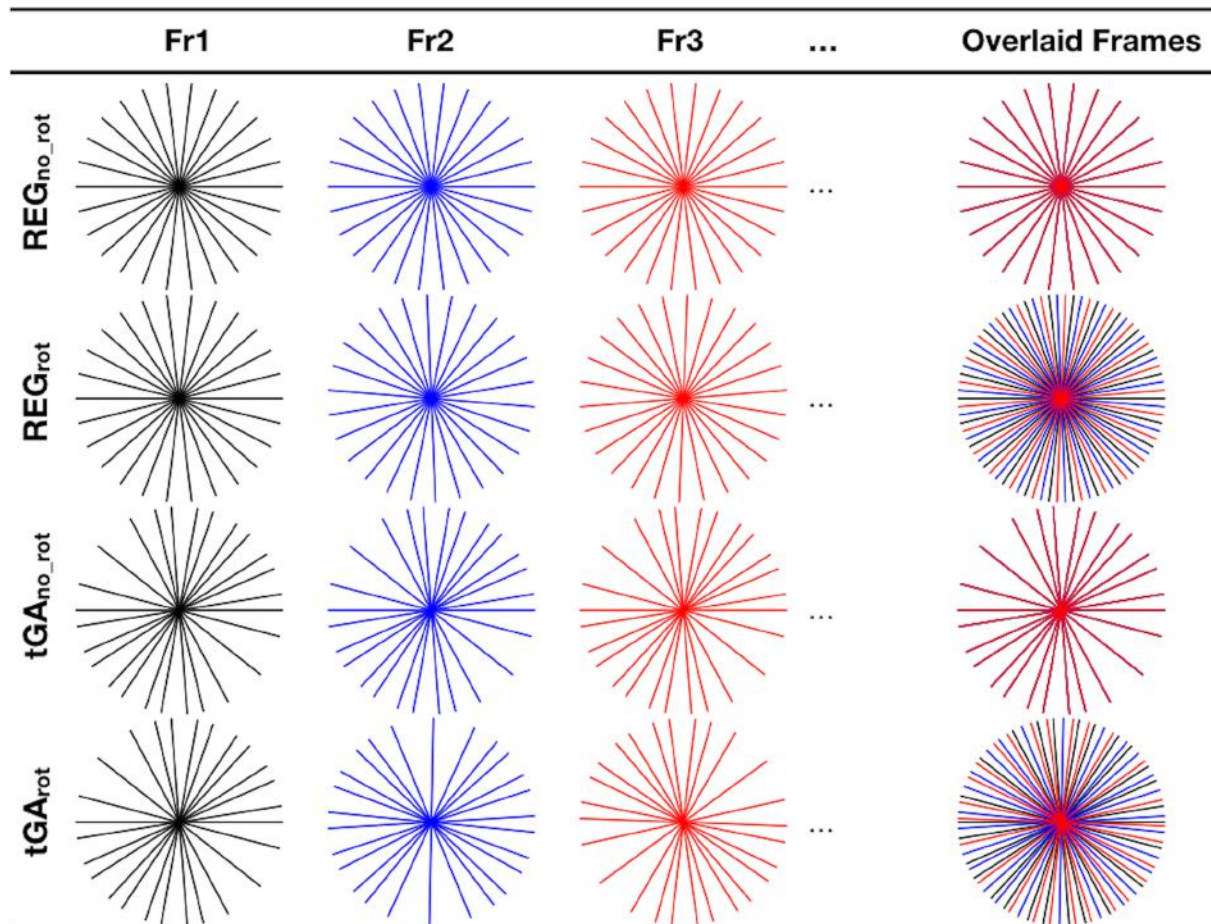 Fr1 Fr2 Fr3 ... Overlaid Frames
REGno_rot ...
REGrot ...
tGAno_rot ...
tGArot ...